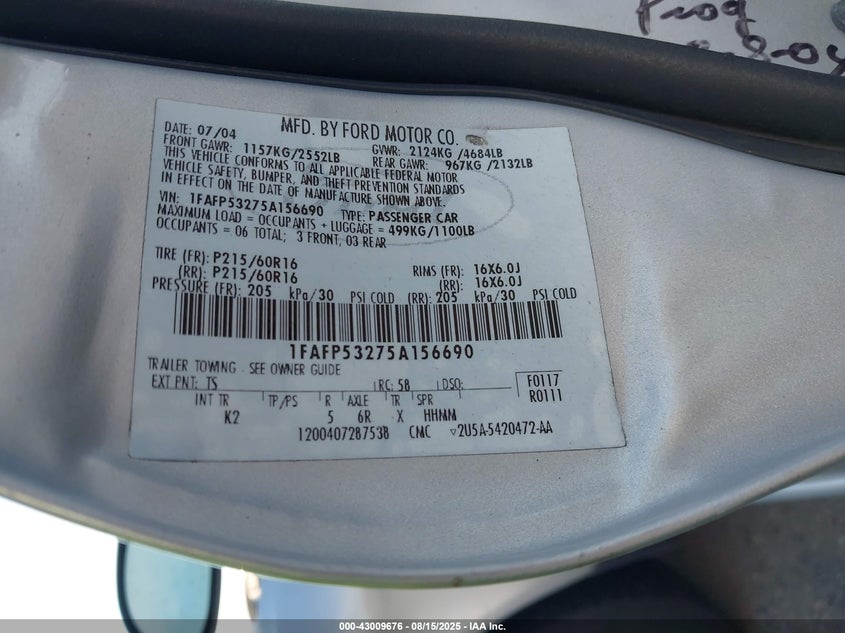 Frog
MFD. BY FORD MOTOR CO.
DATE: 07/04
FRONT GAWR: 1157KG/2552LB
GVWR: 2124KG /4684LB
REAR GAWR: 967KG /2132LB
THIS VEHICLE CONFORMS TO ALL APPLICABLE FEDERAL MOTOR
VEHICLE SAFETY, BUMPER, AND THEFT PREVENTION STANDARDS
IN EFFECT ON THE DATE OF MANUFACTURE SHOWN ABOVE.
VIN: 1FAFP53275A156690 TYPE: PASSENGER CAR
MAXIMUM LOAD = OCCUPANTS + LUGGAGE = 499KG/1100LB
OCCUPANTS = 06 TOTAL; 3 FRONT, 03 REAR
TIRE (FR): P215/60R16 RIMS (FR): 16X6.0J
(RR): P215/60R16 (RR): 16X6.0J
PRESSURE (FR): 205 kPa/30 PSI COLD (RR): 205 kPa/30 PSI COLD
1FAFP53275A156690
TRAILER TOWING - SEE OWNER GUIDE
EXT PNT: TS RC: 58 DSO: F0117
R0111
INT TR TP/PS R AXLE TR SPR
K2 5 6R X HHMM
1200407287538 CMC ▽2U5A-5420472-AA
000-43009676 - 08/15/2025 - IAA Inc.